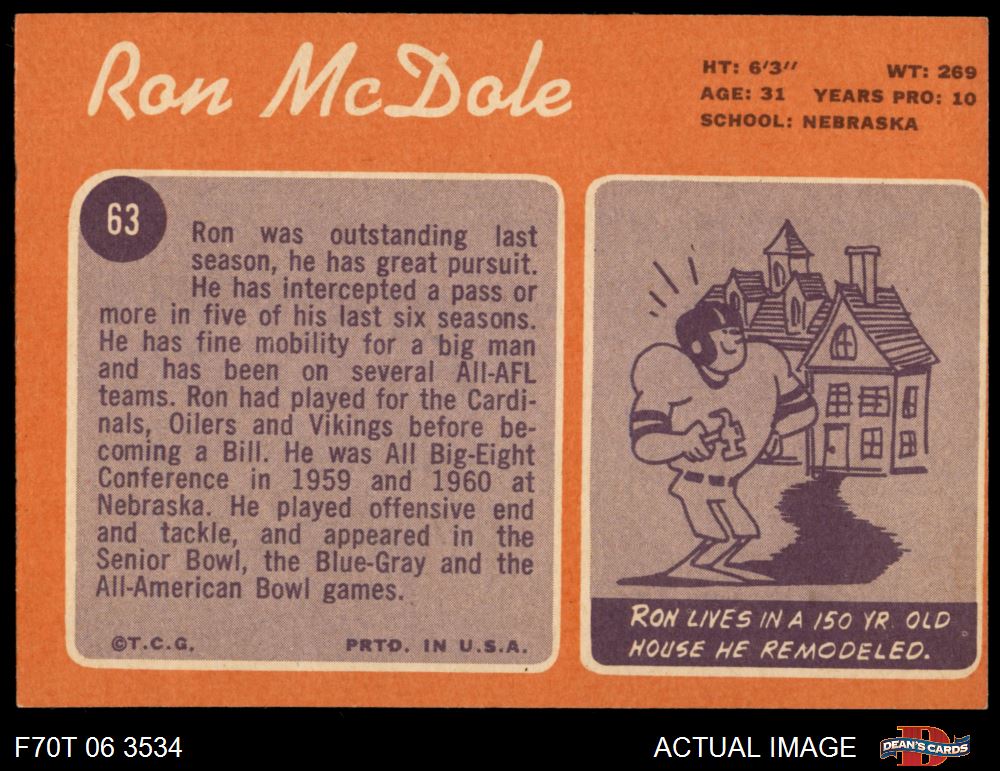 Ron McDole
HT: 6'3'' WT: 269
AGE: 31 YEARS PRO: 10
SCHOOL: NEBRASKA
63
Ron was outstanding last
season, he has great pursuit.
He has intercepted a pass or
more in five of his last six seasons.
He has fine mobility for a big man
and has been on several All-AFL
teams. Ron had played for the Cardi-
nals, Oilers and Vikings before be-
coming a Bill. He was All Big-Eight
Conference in 1959 and 1960 at
Nebraska. He played offensive end
and tackle, and appeared in the
Senior Bowl, the Blue-Gray and the
All-American Bowl games.
©T.C.G. PRTD. IN U.S.A.
RON LIVES IN A 150 YR. OLD
HOUSE HE REMODELED.
F70T 06 3534
ACTUAL IMAGE
DEAN'S CARDS